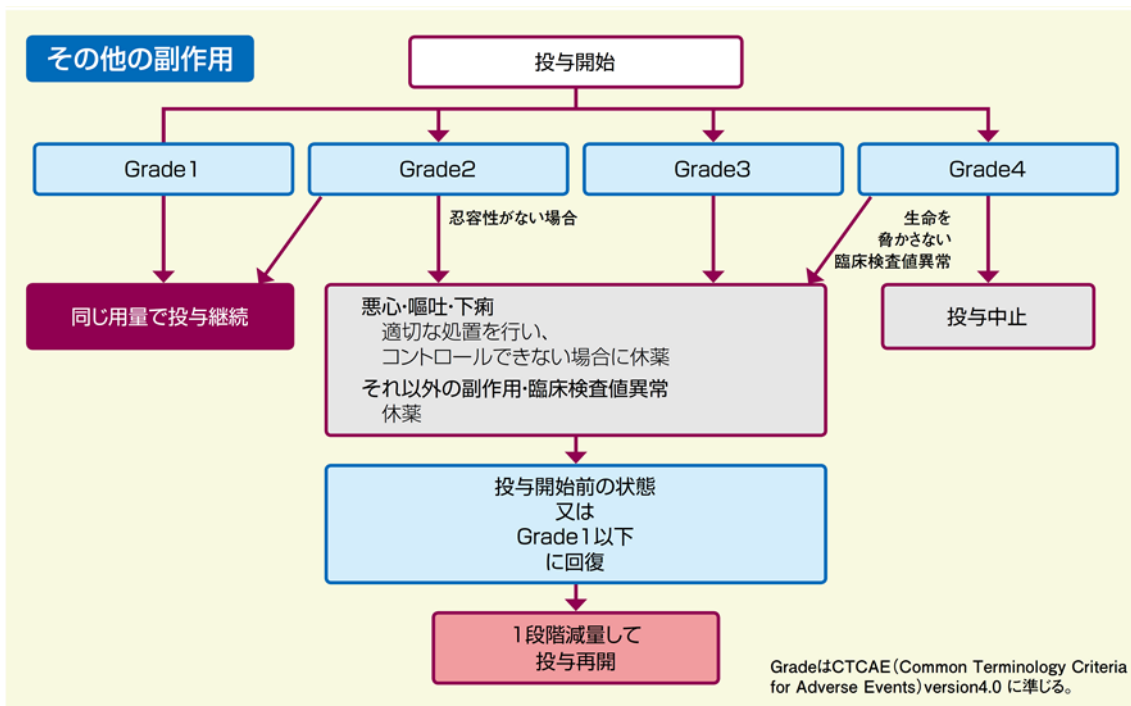 その他の副作用
投与開始
Grade1
Grade2
Grade3
Grade4
忍容性がない場合
生命を
脅かさない
臨床検査値異常
同じ用量で投与継続
悪心・嘔吐・下痢
適切な処置を行い、
コントロールできない場合に休薬
それ以外の副作用・臨床検査値異常
休薬
投与中止
投与開始前の状態
又は
Grade1以下
に回復
1段階減量して
投与再開
GradeはCTCAE(Common Terminology Criteria
for Adverse Events)version4.0 に準じる。